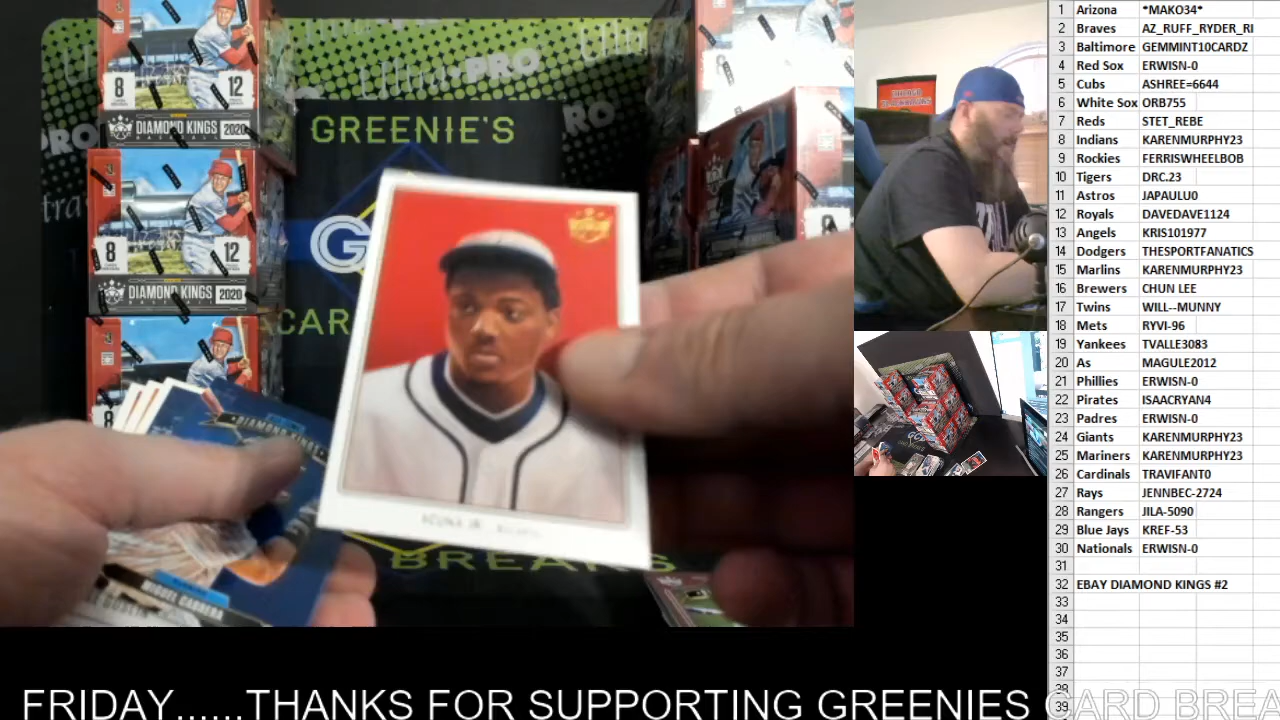 Ultra PRO
GREENIE'S
G
CAR
BREAKS
8
12
DIAMOND KINGS 2020
BASEBALL
8
12
DIAMOND KINGS 2020
8
DIAMOND KINGS
MIGUEL CABRERA
1 Arizona *MAKO34*
2 Braves AZ_RUFF_RYDER_RI
3 Baltimore GEMMINT10CARDZ
4 Red Sox ERWISN-0
5 Cubs ASHREE=6644
6 White Sox ORB755
7 Reds STET_REBE
8 Indians KARENMURPHY23
9 Rockies FERRISWHEELBOB
10 Tigers DRC.23
11 Astros JAPAULU0
12 Royals DAVEDAVE1124
13 Angels KRIS101977
14 Dodgers THESPORTFANATICS
15 Marlins KARENMURPHY23
16 Brewers CHUN LEE
17 Twins WILL--MUNNY
18 Mets RYVI-96
19 Yankees TVALLE3083
20 As MAGULE2012
21 Phillies ERWISN-0
22 Pirates ISAACRYAN4
23 Padres ERWISN-0
24 Giants KARENMURPHY23
25 Mariners KARENMURPHY23
26 Cardinals TRAVIFANT0
27 Rays JENNBEC-2724
28 Rangers JILA-5090
29 Blue Jays KREF-53
30 Nationals ERWISN-0
31
32 EBAY DIAMOND KINGS #2
33
34
35
36
37
38
39
FRIDAY......THANKS FOR SUPPORTING GREENIES CARD BREA